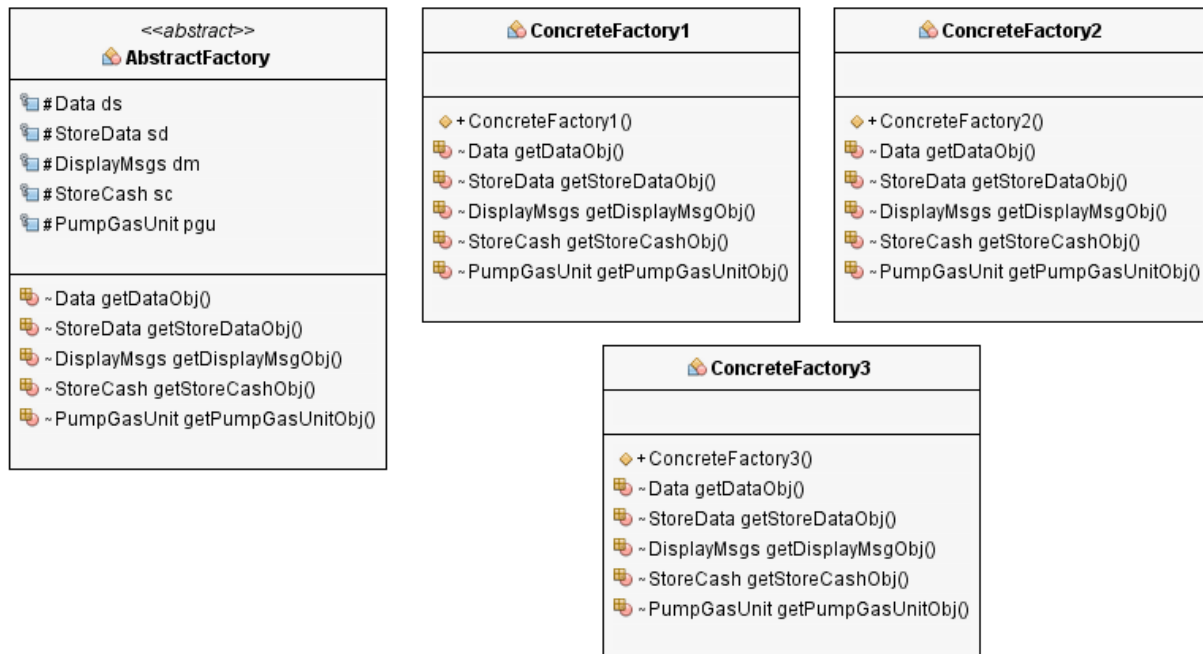 <<abstract>>
AbstractFactory
#Data ds
#StoreData sd
#DisplayMsgs dm
#StoreCash sc
#PumpGasUnit pgu
~Data getDataObj()
~StoreData getStoreDataObj()
~DisplayMsgs getDisplayMsgObj()
~StoreCash getStoreCashObj()
~PumpGasUnit getPumpGasUnitObj()
ConcreteFactory1
+ConcreteFactory1()
~Data getDataObj()
~StoreData getStoreDataObj()
~DisplayMsgs getDisplayMsgObj()
~StoreCash getStoreCashObj()
~PumpGasUnit getPumpGasUnitObj()
ConcreteFactory2
+ConcreteFactory2()
~Data getDataObj()
~StoreData getStoreDataObj()
~DisplayMsgs getDisplayMsgObj()
~StoreCash getStoreCashObj()
~PumpGasUnit getPumpGasUnitObj()
ConcreteFactory3
+ConcreteFactory3()
~Data getDataObj()
~StoreData getStoreDataObj()
~DisplayMsgs getDisplayMsgObj()
~StoreCash getStoreCashObj()
~PumpGasUnit getPumpGasUnitObj()